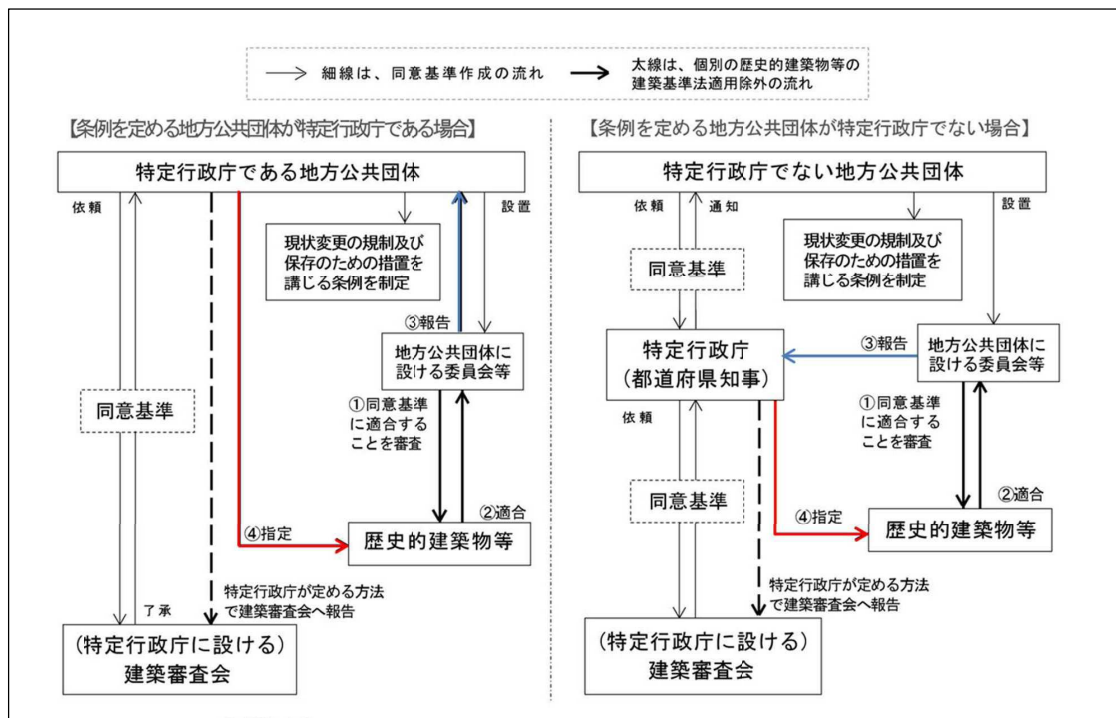 細線は、同意基準作成の流れ
太線は、個別の歴史的建築物等の
建築基準法適用除外の流れ
【条例を定める地方公共団体が特定行政庁である場合】
特定行政庁である地方公共団体
依頼
設置
現状変更の規制及び
保存のための措置を
講じる条例を制定
③報告
地方公共団体に
設ける委員会等
同意基準
①同意基準
に適合する
ことを審査
②適合
④指定
歴史的建築物等
特定行政庁が定める方法
で建築審査会へ報告
了承
(特定行政庁に設ける)
建築審査会
【条例を定める地方公共団体が特定行政庁でない場合】
特定行政庁でない地方公共団体
依頼
通知
設置
現状変更の規制及び
保存のための措置を
講じる条例を制定
同意基準
特定行政庁
(都道府県知事)
③報告
地方公共団体に
設ける委員会等
依頼
①同意基準
に適合する
ことを審査
同意基準
②適合
④指定
歴史的建築物等
特定行政庁が定める方法
で建築審査会へ報告
(特定行政庁に設ける)
建築審査会